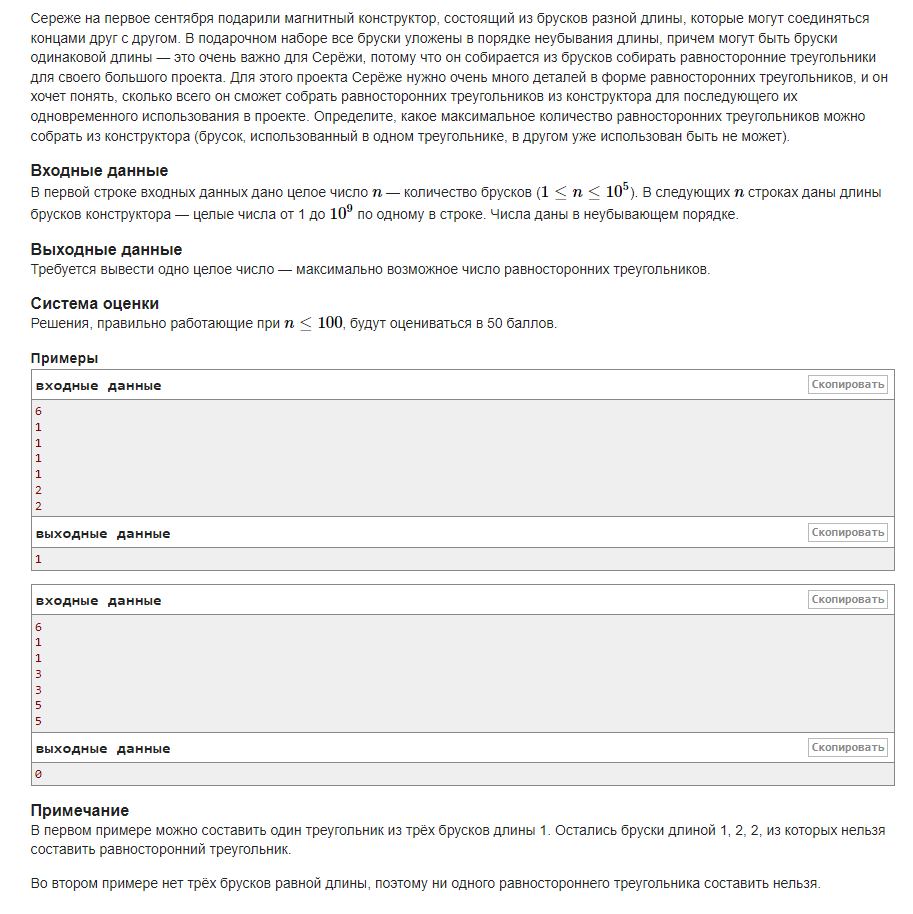 Сереже на первое сентября подарили магнитный конструктор, состоящий из брусков разной длины, которые могут соединяться
концами друг с другом. В подарочном наборе все бруски уложены в порядке неубывания длины, причем могут быть бруски
одинаковой длины — это очень важно для Серёжи, потому что он собирается из брусков собирать равносторонние треугольники
для своего большого проекта. Для этого проекта Серёже нужно очень много деталей в форме равносторонних треугольников, и он
хочет понять, сколько всего он сможет собрать равносторонних треугольников из конструктора для последующего их
одновременного использования в проекте. Определите, какое максимальное количество равносторонних треугольников можно
собрать из конструктора (брусок, использованный в одном треугольнике, в другом уже использован быть не может).
Входные данные
В первой строке входных данных дано целое число n — количество брусков (1 ≤ n ≤ 10⁵). В следующих n строках даны длины
брусков конструктора — целые числа от 1 до 10⁹ по одному в строке. Числа даны в неубывающем порядке.
Выходные данные
Требуется вывести одно целое число — максимально возможное число равносторонних треугольников.
Система оценки
Решения, правильно работающие при n ≤ 100, будут оцениваться в 50 баллов.
Примеры
входные данные Скопировать
6
1
1
1
1
2
2
выходные данные Скопировать
1
входные данные Скопировать
6
1
1
3
3
5
5
выходные данные Скопировать
0
Примечание
В первом примере можно составить один треугольник из трёх брусков длины 1. Остались бруски длиной 1, 2, 2, из которых нельзя
составить равносторонний треугольник.
Во втором примере нет трёх брусков равной длины, поэтому ни одного равностороннего треугольника составить нельзя.